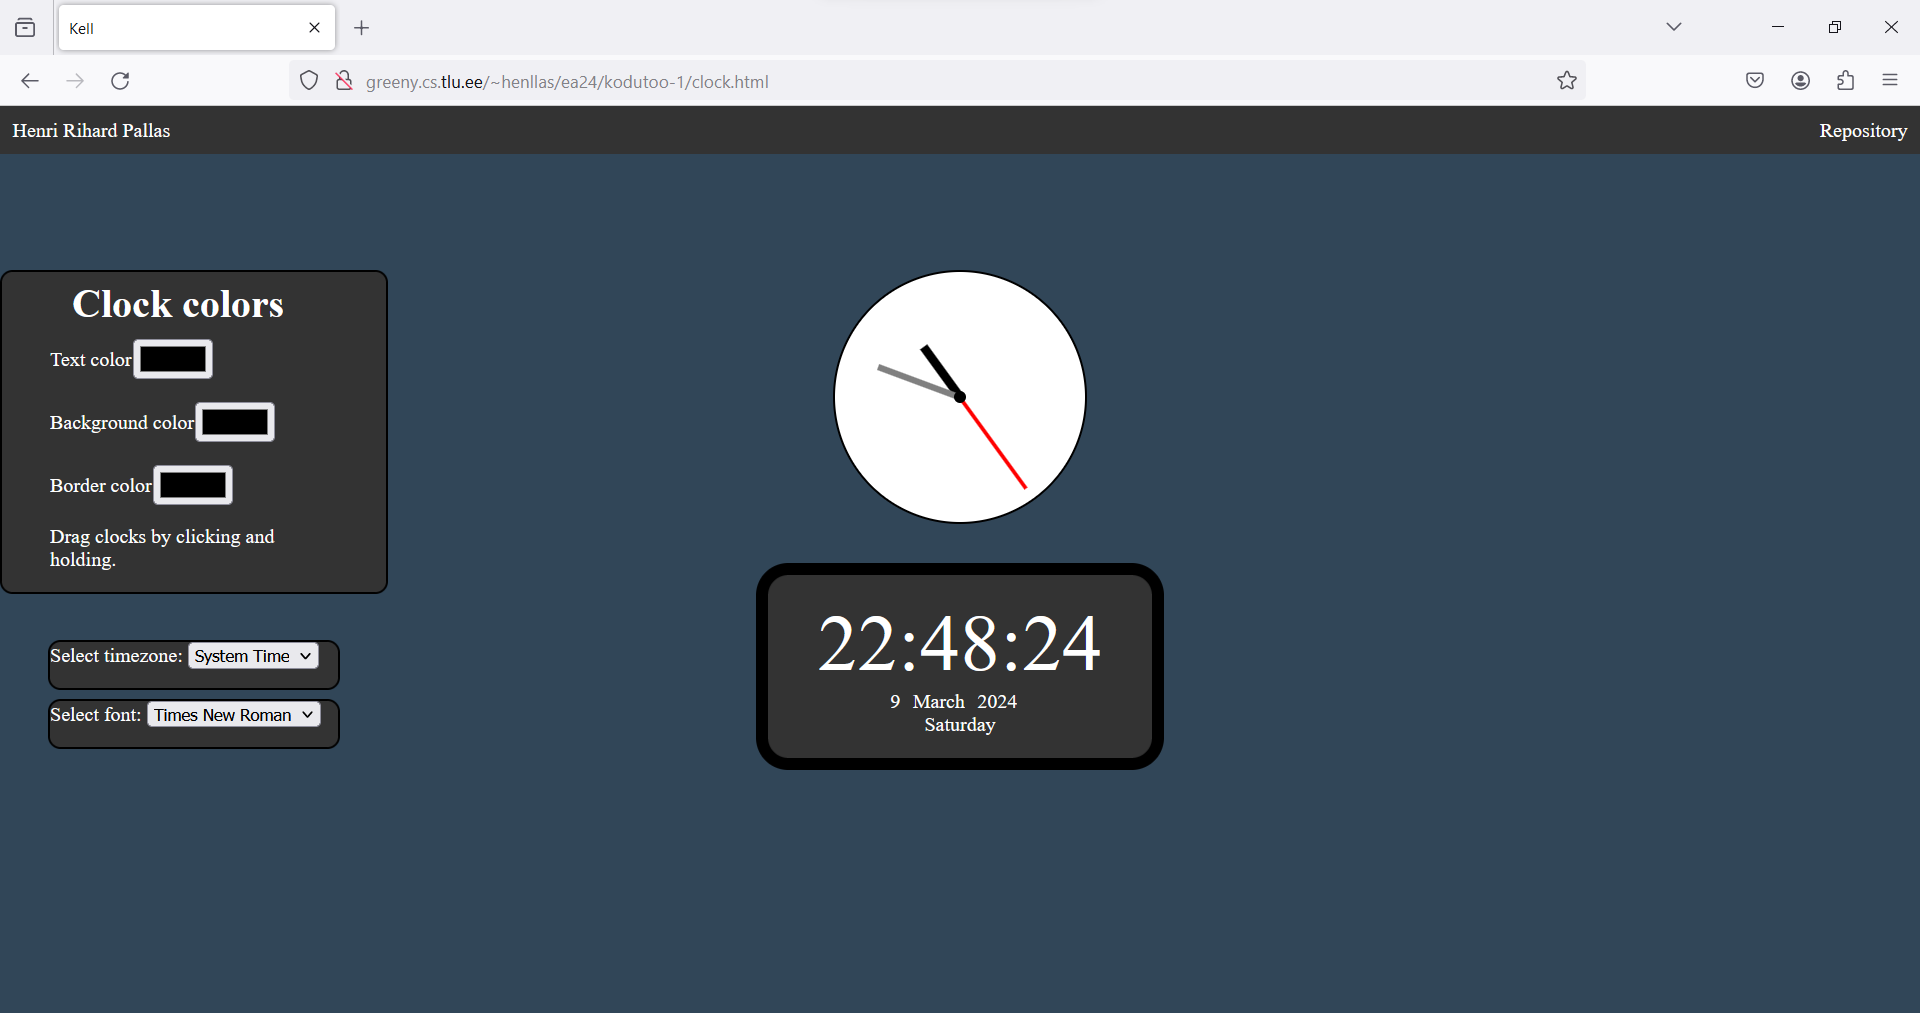 Kell
greeny.cs.tlu.ee/~henllas/ea24/kodutoo-1/clock.html
Henri Rihard Pallas
Repository
Clock colors
Text color
Background color
Border color
Drag clocks by clicking and
holding.
Select timezone: System Time
Select font: Times New Roman
22:48:24
9 March 2024
Saturday